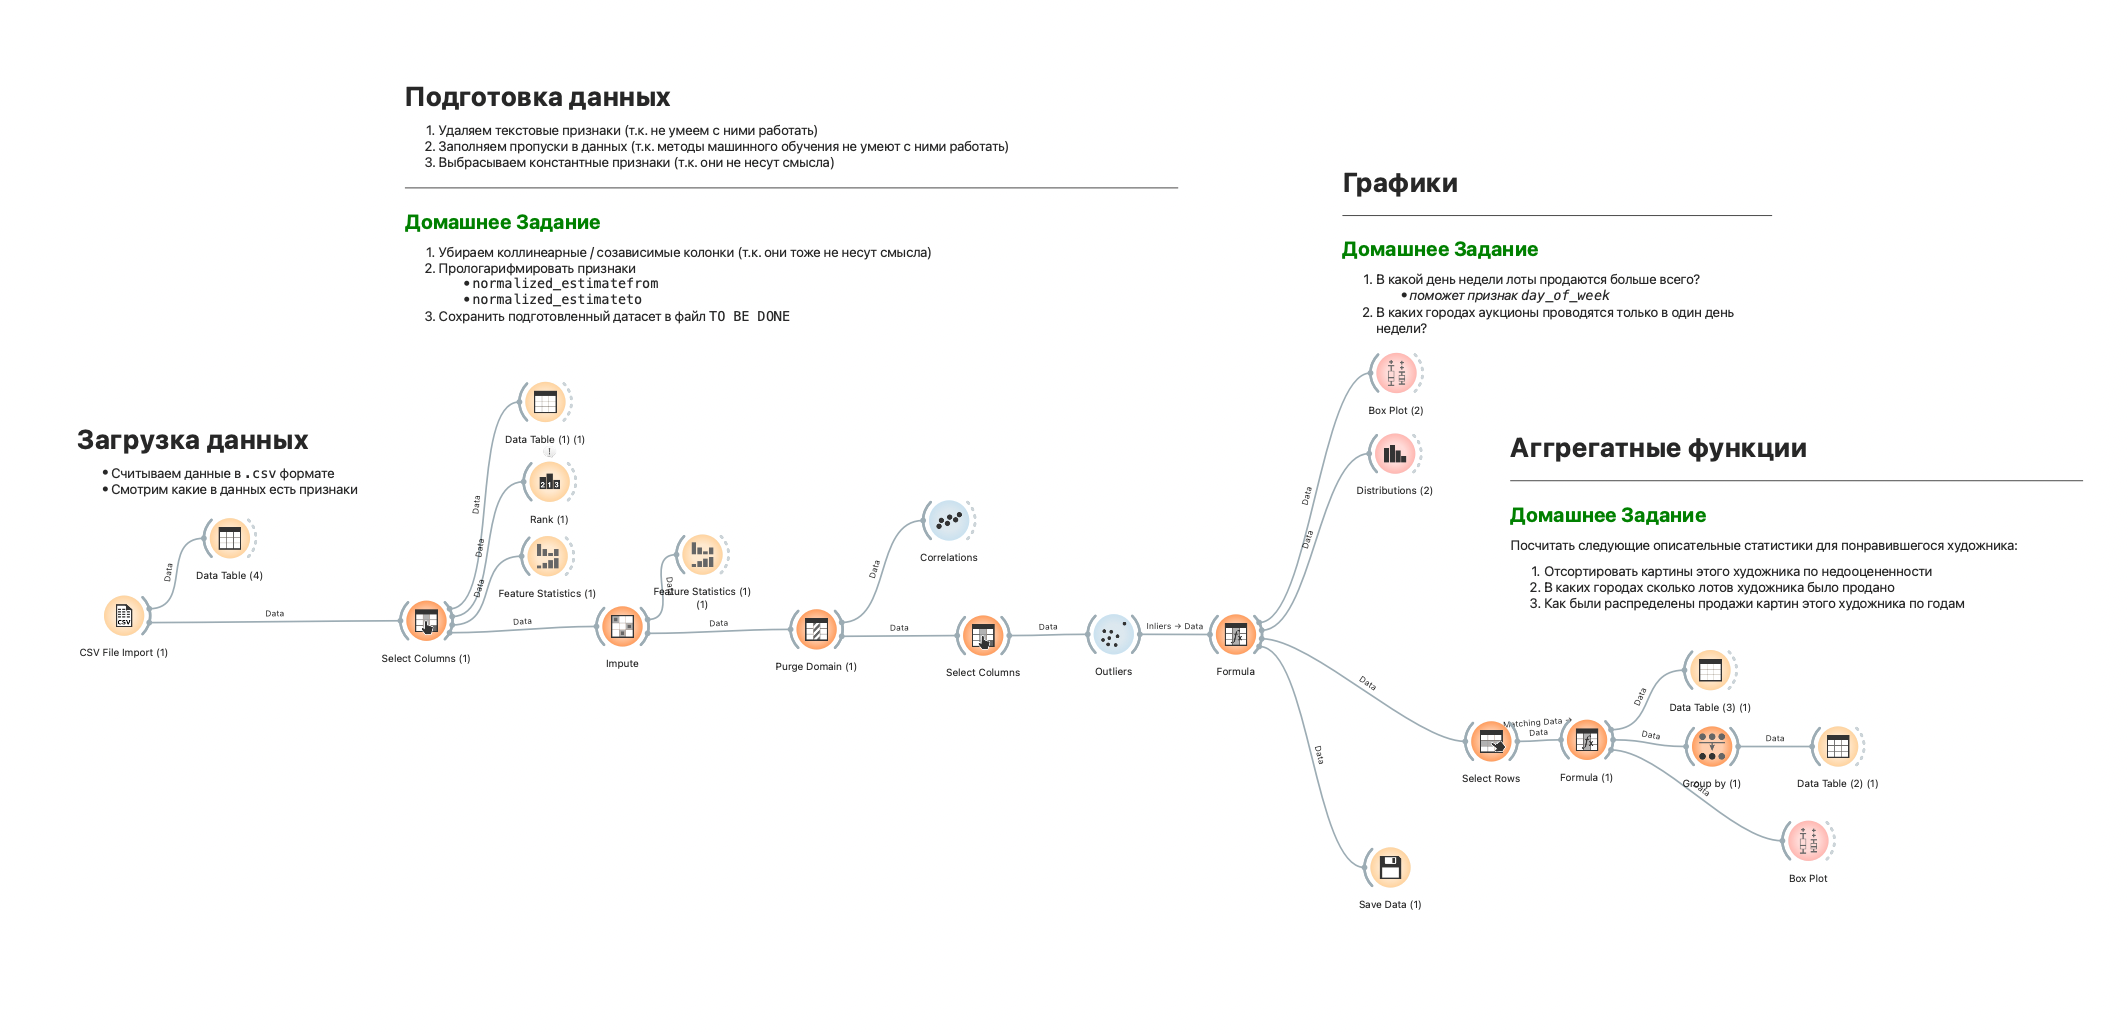 Подготовка данных
1. Удаляем текстовые признаки (т.к. не умеем с ними работать)
2. Заполняем пропуски в данных (т.к. методы машинного обучения не умеют с ними работать)
3. Выбрасываем константные признаки (т.к. они не несут смысла)
Домашнее Задание
1. Убираем коллинеарные / созависимые колонки (т.к. они тоже не несут смысла)
2. Прологарифмировать признаки
• normalized_estimatefrom
• normalized_estimateto
3. Сохранить подготовленный датасет в файл TO BE DONE
Графики
Домашнее Задание
1. В какой день недели лоты продаются больше всего?
• поможет признак day_of_week
2. В каких городах аукционы проводятся только в один день
недели?
Загрузка данных
• Считываем данные в .csv формате
• Смотрим какие в данных есть признаки
Аггрегатные функции
Домашнее Задание
Посчитать следующие описательные статистики для понравившегося художника:
1. Отсортировать картины этого художника по недооцененности
2. В каких городах сколько лотов художника было продано
3. Как были распределены продажи картин этого художника по годам
CSV
CSV File Import (1)
Data
Data Table (4)
Data
Select Columns (1)
Data
Data Table (1) (1)
!
Data
2 1 3
Rank (1)
Data
Feature Statistics (1)
Data
Impute
Data
Feature Statistics (1)
(1)
Data
Purge Domain (1)
Data
Correlations
Data
Select Columns
Data
Outliers
Inliers → Data
fx
Formula
Data
Box Plot (2)
Data
Distributions (2)
Data
Select Rows
Data
Save Data (1)
Matching Data →
Data
fx
Formula (1)
Data
Data Table (3) (1)
Data
Group by (1)
Data
Data Table (2) (1)
Data
Box Plot